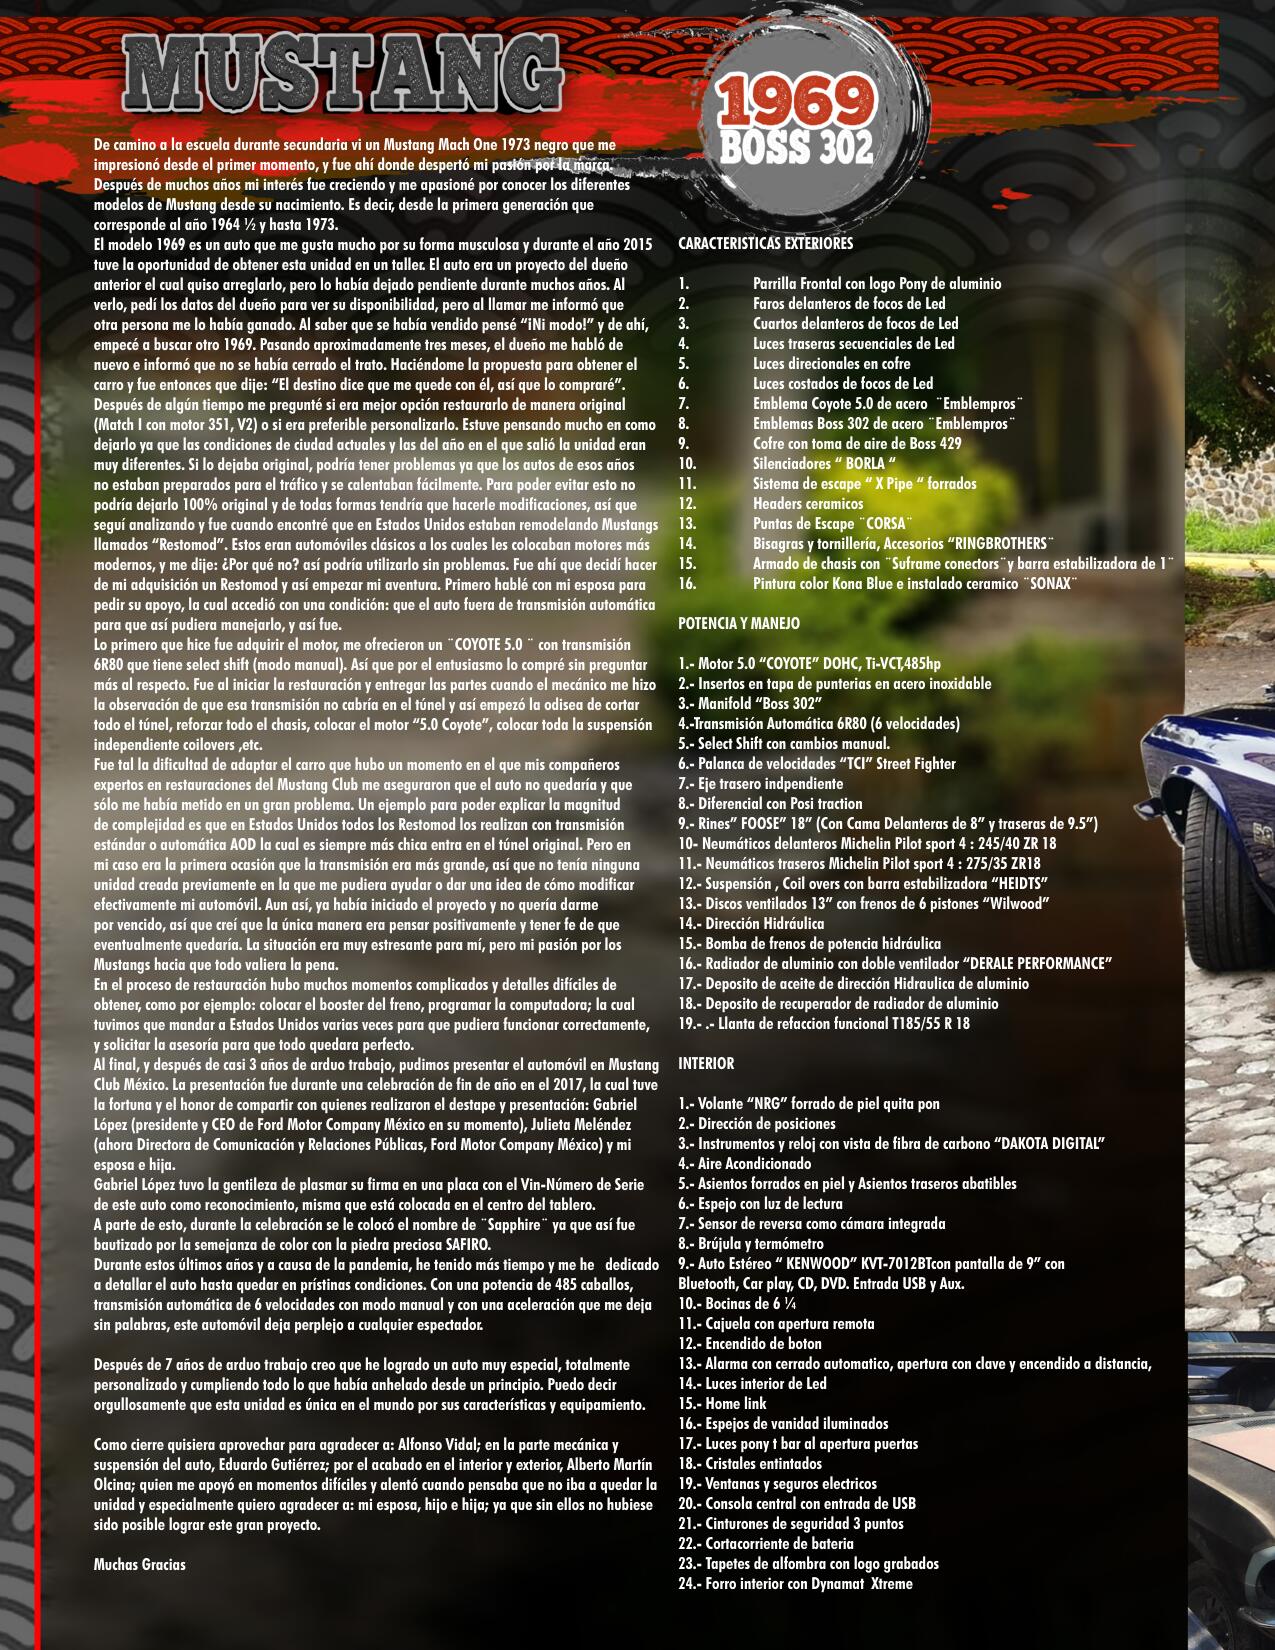 MUSTANG
1969
BOSS 302
De camino a la escuela durante secundaria vi un Mustang Mach One 1973 negro que me
impresionó desde el primer momento, y fue ahí donde despertó mi pasión por la marca.
Después de muchos años mi interés fue creciendo y me apasioné por conocer los diferentes
modelos de Mustang desde su nacimiento. Es decir, desde la primera generación que
corresponde al año 1964 ½ y hasta 1973.
El modelo 1969 es un auto que me gusta mucho por su forma musculosa y durante el año 2015
tuve la oportunidad de obtener esta unidad en un taller. El auto era un proyecto del dueño
anterior el cual quiso arreglarlo, pero lo había dejado pendiente durante muchos años. Al
verlo, pedí los datos del dueño para ver su disponibilidad, pero al llamar me informó que
otra persona me lo había ganado. Al saber que se había vendido pensé “¡Ni modo!” y de ahí,
empecé a buscar otro 1969. Pasando aproximadamente tres meses, el dueño me habló de
nuevo e informó que no se había cerrado el trato. Haciéndome la propuesta para obtener el
carro y fue entonces que dije: “El destino dice que me quede con él, así que lo compraré”.
Después de algún tiempo me pregunté si era mejor opción restaurarlo de manera original
(Match I con motor 351, V2) o si era preferible personalizarlo. Estuve pensando mucho en como
dejarlo ya que las condiciones de ciudad actuales y las del año en el que salió la unidad eran
muy diferentes. Si lo dejaba original, podría tener problemas ya que los autos de esos años
no estaban preparados para el tráfico y se calentaban fácilmente. Para poder evitar esto no
podría dejarlo 100% original y de todas formas tendría que hacerle modificaciones, así que
seguí analizando y fue cuando encontré que en Estados Unidos estaban remodelando Mustangs
llamados “Restomod”. Estos eran automóviles clásicos a los cuales les colocaban motores más
modernos, y me dije: ¿Por qué no? así podría utilizarlo sin problemas. Fue ahí que decidí hacer
de mi adquisición un Restomod y así empezar mi aventura. Primero hablé con mi esposa para
pedir su apoyo, la cual accedió con una condición: que el auto fuera de transmisión automática
para que así pudiera manejarlo, y así fue.
Lo primero que hice fue adquirir el motor, me ofrecieron un ¨COYOTE 5.0 ¨ con transmisión
6R80 que tiene select shift (modo manual). Así que por el entusiasmo lo compré sin preguntar
más al respecto. Fue al iniciar la restauración y entregar las partes cuando el mecánico me hizo
la observación de que esa transmisión no cabría en el túnel y así empezó la odisea de cortar
todo el túnel, reforzar todo el chasis, colocar el motor “5.0 Coyote”, colocar toda la suspensión
independiente coilovers ,etc.
Fue tal la dificultad de adaptar el carro que hubo un momento en el que mis compañeros
expertos en restauraciones del Mustang Club me aseguraron que el auto no quedaría y que
sólo me había metido en un gran problema. Un ejemplo para poder explicar la magnitud
de complejidad es que en Estados Unidos todos los Restomod los realizan con transmisión
estándar o automática AOD la cual es siempre más chica entra en el túnel original. Pero en
mi caso era la primera ocasión que la transmisión era más grande, así que no tenía ninguna
unidad creada previamente en la que me pudiera ayudar o dar una idea de cómo modificar
efectivamente mi automóvil. Aun así, ya había iniciado el proyecto y no quería darme
por vencido, así que creí que la única manera era pensar positivamente y tener fe de que
eventualmente quedaría. La situación era muy estresante para mí, pero mi pasión por los
Mustangs hacia que todo valiera la pena.
En el proceso de restauración hubo muchos momentos complicados y detalles difíciles de
obtener, como por ejemplo: colocar el booster del freno, programar la computadora; la cual
tuvimos que mandar a Estados Unidos varias veces para que pudiera funcionar correctamente,
y solicitar la asesoría para que todo quedara perfecto.
Al final, y después de casi 3 años de arduo trabajo, pudimos presentar el automóvil en Mustang
Club México. La presentación fue durante una celebración de fin de año en el 2017, la cual tuve
la fortuna y el honor de compartir con quienes realizaron el destape y presentación: Gabriel
López (presidente y CEO de Ford Motor Company México en su momento), Julieta Meléndez
(ahora Directora de Comunicación y Relaciones Públicas, Ford Motor Company México) y mi
esposa e hija.
Gabriel López tuvo la gentileza de plasmar su firma en una placa con el Vin-Número de Serie
de este auto como reconocimiento, misma que está colocada en el centro del tablero.
A parte de esto, durante la celebración se le colocó el nombre de ¨Sapphire¨ ya que así fue
bautizado por la semejanza de color con la piedra preciosa SAFIRO.
Durante estos últimos años y a causa de la pandemia, he tenido más tiempo y me he dedicado
a detallar el auto hasta quedar en prístinas condiciones. Con una potencia de 485 caballos,
transmisión automática de 6 velocidades con modo manual y con una aceleración que me deja
sin palabras, este automóvil deja perplejo a cualquier espectador.
Después de 7 años de arduo trabajo creo que he logrado un auto muy especial, totalmente
personalizado y cumpliendo todo lo que había anhelado desde un principio. Puedo decir
orgullosamente que esta unidad es única en el mundo por sus características y equipamiento.
Como cierre quisiera aprovechar para agradecer a: Alfonso Vidal; en la parte mecánica y
suspensión del auto, Eduardo Gutiérrez; por el acabado en el interior y exterior, Alberto Martín
Olcina; quien me apoyó en momentos difíciles y alentó cuando pensaba que no iba a quedar la
unidad y especialmente quiero agradecer a: mi esposa, hijo e hija; ya que sin ellos no hubiese
sido posible lograr este gran proyecto.
Muchas Gracias
CARACTERISTICAS EXTERIORES
1. Parrilla Frontal con logo Pony de aluminio
2. Faros delanteros de focos de Led
3. Cuartos delanteros de focos de Led
4. Luces traseras secuenciales de Led
5. Luces direcionales en cofre
6. Luces costados de focos de Led
7. Emblema Coyote 5.0 de acero ¨Emblempros¨
8. Emblemas Boss 302 de acero ¨Emblempros¨
9. Cofre con toma de aire de Boss 429
10. Silenciadores “ BORLA “
11. Sistema de escape “ X Pipe “ forrados
12. Headers ceramicos
13. Puntas de Escape ¨CORSA¨
14. Bisagras y tornillería, Accesorios “RINGBROTHERS¨
15. Armado de chasis con ¨Suframe conectors¨y barra estabilizadora de 1¨
16. Pintura color Kona Blue e instalado ceramico ¨SONAX¨
POTENCIA Y MANEJO
1.- Motor 5.0 “COYOTE” DOHC, Ti-VCT,485hp
2.- Insertos en tapa de punterias en acero inoxidable
3.- Manifold “Boss 302”
4.-Transmisión Automática 6R80 (6 velocidades)
5.- Select Shift con cambios manual.
6.- Palanca de velocidades “TCI” Street Fighter
7.- Eje trasero indpendiente
8.- Diferencial con Posi traction
9.- Rines” FOOSE” 18” (Con Cama Delanteras de 8” y traseras de 9.5”)
10- Neumáticos delanteros Michelin Pilot sport 4 : 245/40 ZR 18
11.- Neumáticos traseros Michelin Pilot sport 4 : 275/35 ZR18
12.- Suspensión , Coil overs con barra estabilizadora “HEIDTS”
13.- Discos ventilados 13” con frenos de 6 pistones “Wilwood”
14.- Dirección Hidráulica
15.- Bomba de frenos de potencia hidráulica
16.- Radiador de aluminio con doble ventilador “DERALE PERFORMANCE”
17.- Deposito de aceite de dirección Hidraulica de aluminio
18.- Deposito de recuperador de radiador de aluminio
19.- .- Llanta de refaccion funcional T185/55 R 18
INTERIOR
1.- Volante “NRG” forrado de piel quita pon
2.- Dirección de posiciones
3.- Instrumentos y reloj con vista de fibra de carbono “DAKOTA DIGITAL”
4.- Aire Acondicionado
5.- Asientos forrados en piel y Asientos traseros abatibles
6.- Espejo con luz de lectura
7.- Sensor de reversa como cámara integrada
8.- Brújula y termómetro
9.- Auto Estéreo “ KENWOOD” KVT-7012BTcon pantalla de 9” con
Bluetooth, Car play, CD, DVD. Entrada USB y Aux.
10.- Bocinas de 6 ¼
11.- Cajuela con apertura remota
12.- Encendido de boton
13.- Alarma con cerrado automatico, apertura con clave y encendido a distancia,
14.- Luces interior de Led
15.- Home link
16.- Espejos de vanidad iluminados
17.- Luces pony t bar al apertura puertas
18.- Cristales entintados
19.- Ventanas y seguros electricos
20.- Consola central con entrada de USB
21.- Cinturones de seguridad 3 puntos
22.- Cortacorriente de bateria
23.- Tapetes de alfombra con logo grabados
24.- Forro interior con Dynamat Xtreme